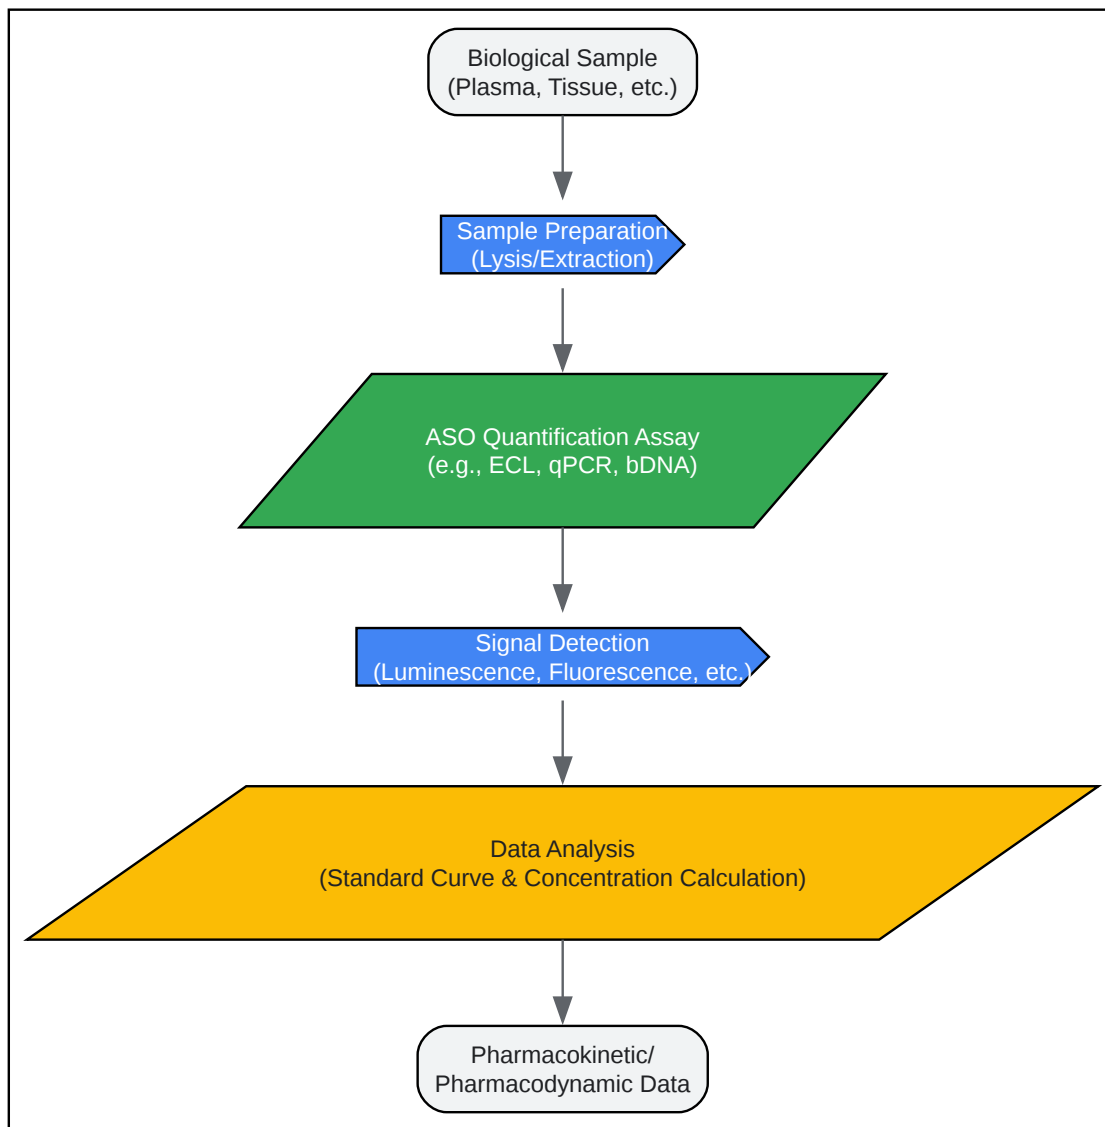 Biological Sample
(Plasma, Tissue, etc.)
Sample Preparation
(Lysis/Extraction)
ASO Quantification Assay
(e.g., ECL, qPCR, bDNA)
Signal Detection
(Luminescence, Fluorescence, etc.)
Data Analysis
(Standard Curve & Concentration Calculation)
Pharmacokinetic/
Pharmacodynamic Data